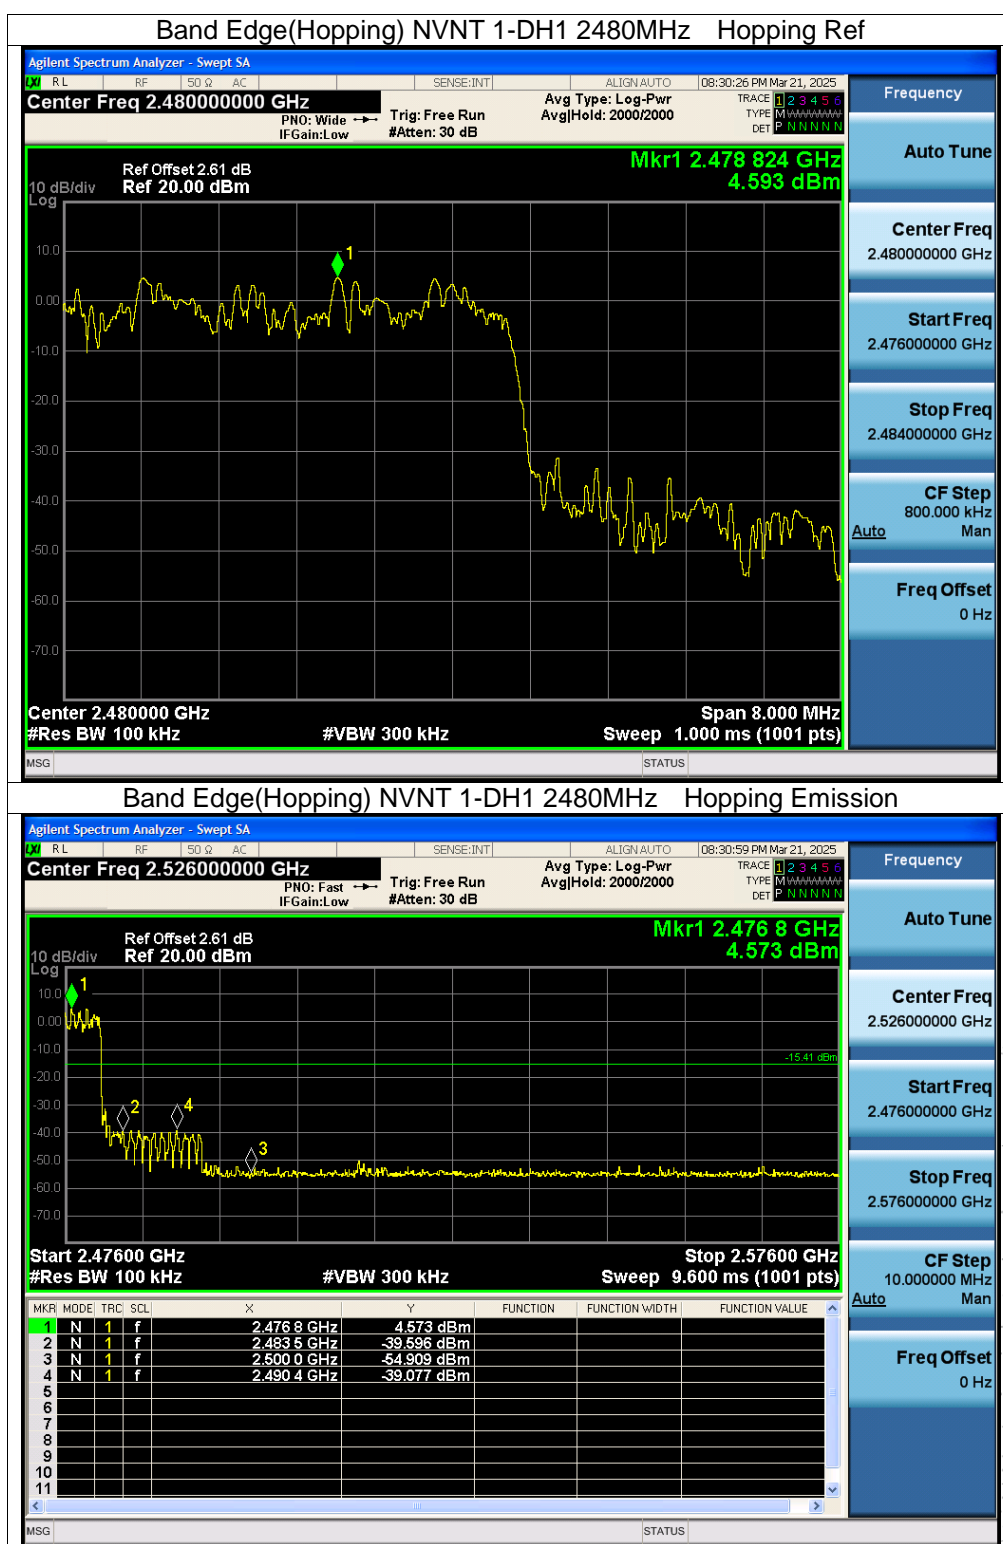 Band Edge(Hopping) NVNT 1-DH1 2480MHz Hopping Ref
Agilent Spectrum Analyzer - Swept SA
LXI RL RF 50 Ω AC SENSE:INT ALIGN AUTO 08:30:26 PM Mar 21, 2025
Center Freq 2.480000000 GHz
PNO: Wide
IFGain:Low
Trig: Free Run
#Atten: 30 dB
Avg Type: Log-Pwr
Avg|Hold: 2000/2000
TRACE 1 2 3 4 5 6
TYPE M
DET P N N N N N
Frequency
Auto Tune
Center Freq
2.480000000 GHz
Start Freq
2.476000000 GHz
Stop Freq
2.484000000 GHz
CF Step
800.000 kHz
Auto Man
Freq Offset
0 Hz
Mkr1 2.478 824 GHz
4.593 dBm
Ref Offset 2.61 dB
10 dB/div Ref 20.00 dBm
Log
10.0
0.00
-10.0
-20.0
-30.0
-40.0
-50.0
-60.0
-70.0
1
Center 2.480000 GHz Span 8.000 MHz
#Res BW 100 kHz #VBW 300 kHz Sweep 1.000 ms (1001 pts)
MSG STATUS
Band Edge(Hopping) NVNT 1-DH1 2480MHz Hopping Emission
Agilent Spectrum Analyzer - Swept SA
LXI RL RF 50 Ω AC SENSE:INT ALIGN AUTO 08:30:59 PM Mar 21, 2025
Center Freq 2.526000000 GHz
PNO: Fast
IFGain:Low
Trig: Free Run
#Atten: 30 dB
Avg Type: Log-Pwr
Avg|Hold: 2000/2000
TRACE 1 2 3 4 5 6
TYPE M
DET P N N N N N
Frequency
Auto Tune
Center Freq
2.526000000 GHz
Start Freq
2.476000000 GHz
Stop Freq
2.576000000 GHz
CF Step
10.000000 MHz
Auto Man
Freq Offset
0 Hz
Mkr1 2.476 8 GHz
4.573 dBm
Ref Offset 2.61 dB
10 dB/div Ref 20.00 dBm
Log
10.0
0.00
-10.0
-20.0
-30.0
-40.0
-50.0
-60.0
-70.0
1
2
4
3
-15.41 dBm
Start 2.47600 GHz Stop 2.57600 GHz
#Res BW 100 kHz #VBW 300 kHz Sweep 9.600 ms (1001 pts)
MKR MODE TRC SCL X Y FUNCTION FUNCTION WIDTH FUNCTION VALUE
1 N 1 f 2.476 8 GHz 4.573 dBm
2 N 1 f 2.483 5 GHz -39.596 dBm
3 N 1 f 2.500 0 GHz -54.909 dBm
4 N 1 f 2.490 4 GHz -39.077 dBm
5
6
7
8
9
10
11
MSG STATUS